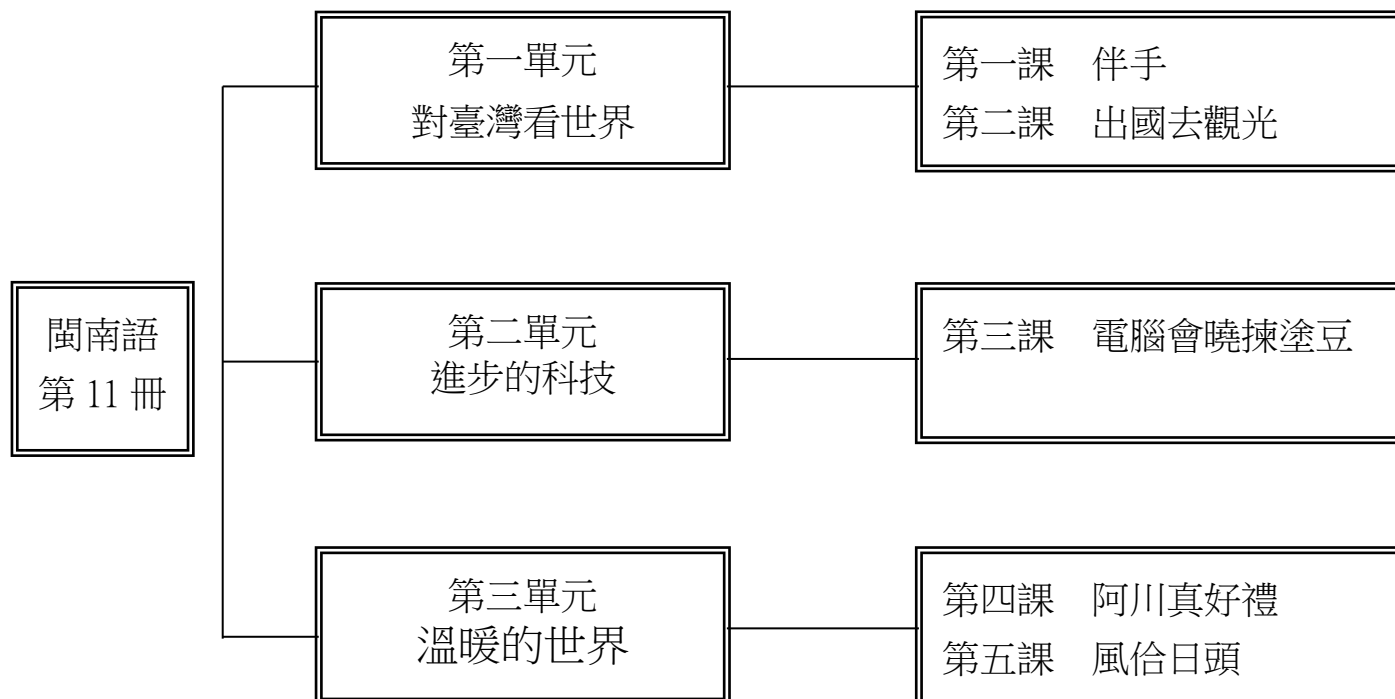 閩南語
第 11 冊
第一單元
對臺灣看世界
第一課　伴手
第二課　出國去觀光
第二單元
進步的科技
第三課　電腦會曉揀塗豆
第三單元
溫暖的世界
第四課　阿川真好禮
第五課　風佮日頭